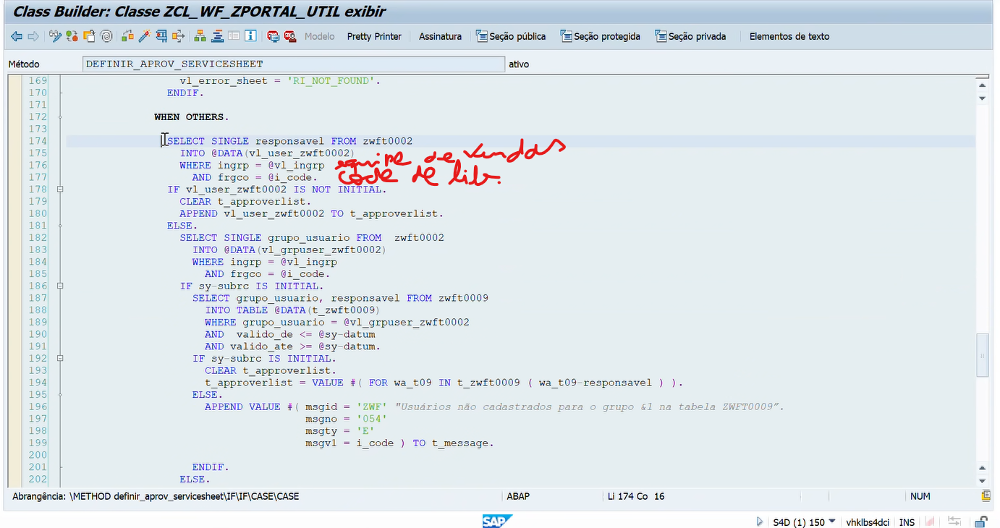 Class Builder: Classe ZCL_WF_ZPORTAL_UTIL exibir
Modelo Pretty Printer Assinatura Seção pública Seção protegida Seção privada Elementos de texto
Método DEFINIR_APROV_SERVICESHEET ativo
169 vl_error_sheet = 'RI_NOT_FOUND'.
170 ENDIF.
171
172 WHEN OTHERS.
173
174 SELECT SINGLE responsavel FROM zwft0002
175 INTO @DATA(vl_user_zwft0002)
equipe de vendas
176 WHERE ingrp = @vl_ingrp
177 AND frgco = @i_code.
code de lib.
178 IF vl_user_zwft0002 IS NOT INITIAL.
179 CLEAR t_approverlist.
180 APPEND vl_user_zwft0002 TO t_approverlist.
181 ELSE.
182 SELECT SINGLE grupo_usuario FROM zwft0002
183 INTO @DATA(vl_grpuser_zwft0002)
184 WHERE ingrp = @vl_ingrp
185 AND frgco = @i_code.
186 IF sy-subrc IS INITIAL.
187 SELECT grupo_usuario, responsavel FROM zwft0009
188 INTO TABLE @DATA(t_zwft0009)
189 WHERE grupo_usuario = @vl_grpuser_zwft0002
190 AND valido_de <= @sy-datum
191 AND valido_ate >= @sy-datum.
192 IF sy-subrc IS INITIAL.
193 CLEAR t_approverlist.
194 t_approverlist = VALUE #( FOR wa_t09 IN t_zwft0009 ( wa_t09-responsavel ) ).
195 ELSE.
196 APPEND VALUE #( msgid = 'ZWF' "Usuários não cadastrados para o grupo &1 na tabela ZWFT0009”.
197 msgno = '054'
198 msgty = 'E'
199 msgv1 = i_code ) TO t_message.
200
201 ENDIF.
202 ELSE.
Abrangência: \METHOD definir_aprov_servicesheet\IF\IF\CASE\CASE ABAP Li 174 Co 16 NUM
SAP S4D (1) 150 vhklbs4dci INS